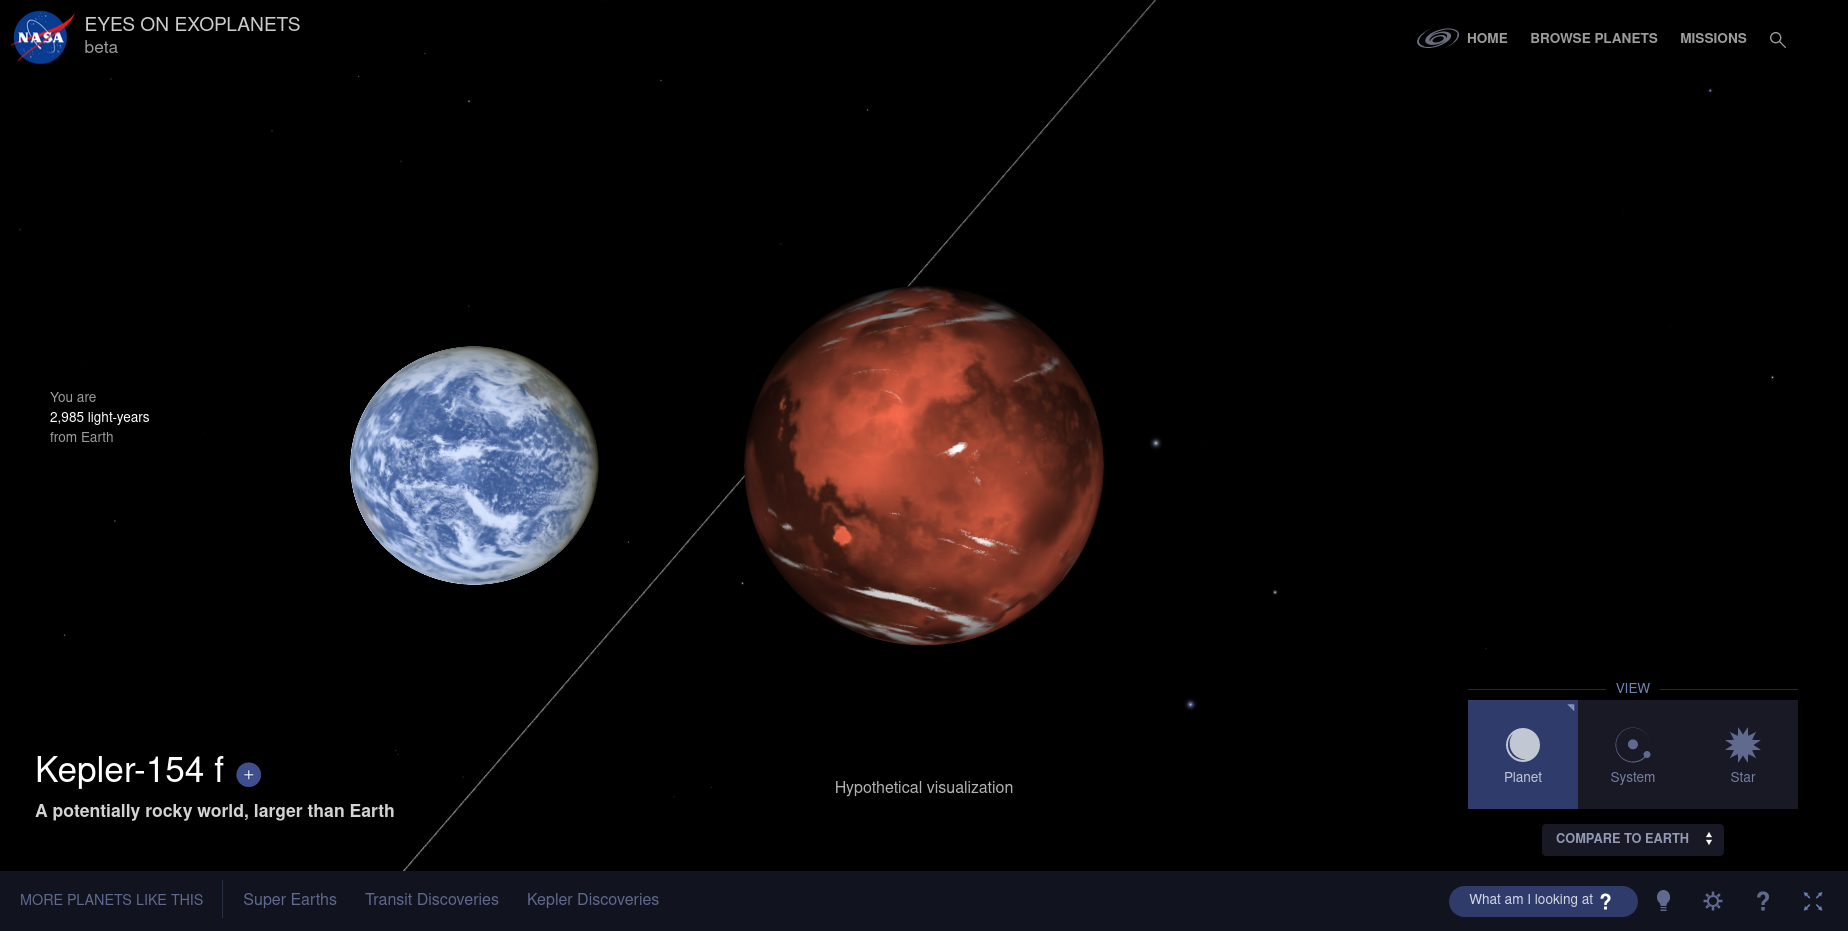 NASA
EYES ON EXOPLANETS
beta
HOME
BROWSE PLANETS
MISSIONS
You are
2,985 light-years
from Earth
Kepler-154 f +
A potentially rocky world, larger than Earth
Hypothetical visualization
VIEW
Planet
System
Star
COMPARE TO EARTH
MORE PLANETS LIKE THIS
Super Earths
Transit Discoveries
Kepler Discoveries
What am I looking at ?
?